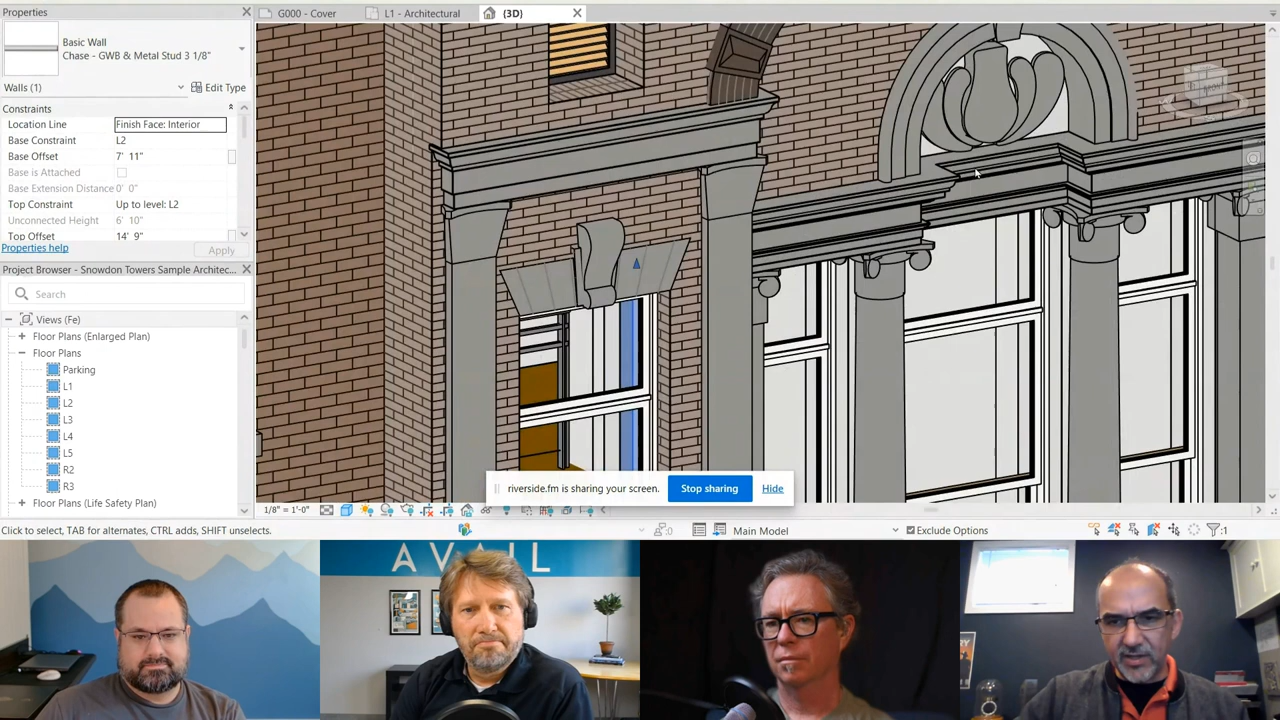 Properties
G000 - Cover
L1 - Architectural
(3D)
Basic Wall
Chase - GWB & Metal Stud 3 1/8"
Walls (1)
Edit Type
Constraints
Location Line
Finish Face: Interior
Base Constraint
L2
Base Offset
7' 11"
Base is Attached
Base Extension Distance
0' 0"
Top Constraint
Up to level: L2
Unconnected Height
6' 10"
Top Offset
14' 9"
Properties help
Apply
Project Browser - Snowdon Towers Sample Architec...
Search
Views (Fe)
Floor Plans (Enlarged Plan)
Floor Plans
Parking
L1
L2
L3
L4
L5
R2
R3
Floor Plans (Life Safety Plan)
FRONT
riverside.fm is sharing your screen.
Stop sharing
Hide
1/8" = 1'-0"
Click to select, TAB for alternates, CTRL adds, SHIFT unselects.
:0
Main Model
Exclude Options
:1
AVAIL